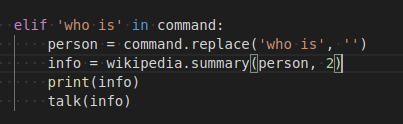 elif 'who is' in command:
    person = command.replace('who is', '')
    info = wikipedia.summary(person, 2)
    print(info)
    talk(info)